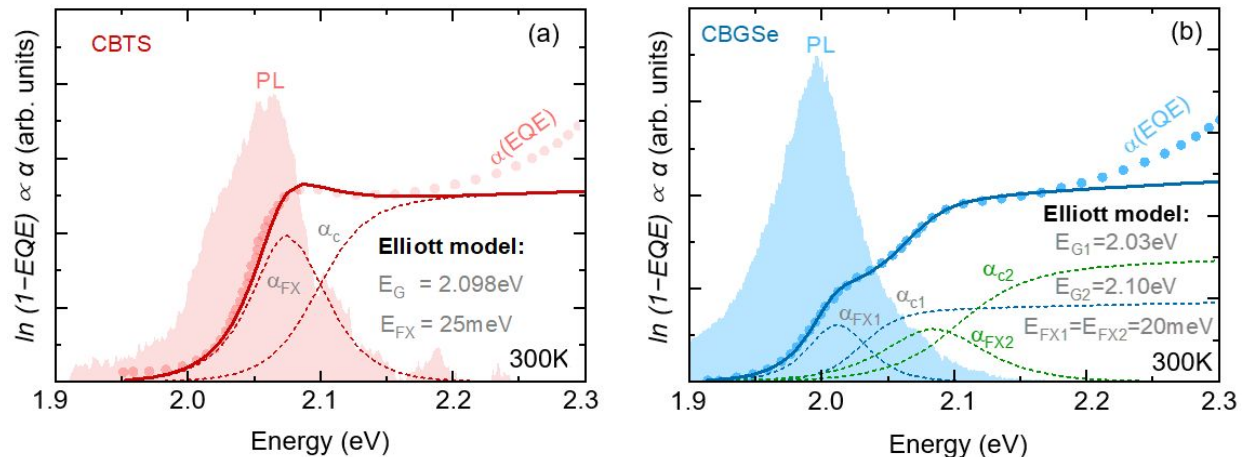 CBTS
(a)
PL
α(EQE)
α_c
α_FX
Elliott model:
E_G = 2.098eV
E_FX = 25meV
300K
ln (1−EQE) ∝ α (arb. units)
1.9 2.0 2.1 2.2 2.3
Energy (eV)
CBGSe
(b)
PL
α(EQE)
Elliott model:
E_G1=2.03eV
α_c2
E_G2=2.10eV
α_c1
α_FX1
α_FX2
E_FX1=E_FX2=20meV
300K
ln (1−EQE) ∝ α (arb. units)
1.9 2.0 2.1 2.2 2.3
Energy (eV)